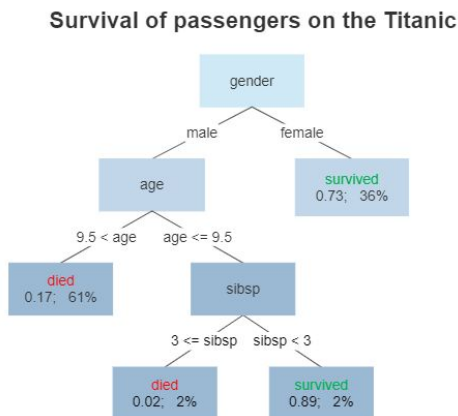 Survival of passengers on the Titanic
gender
male female
age
survived
0.73; 36%
9.5 < age age <= 9.5
died
0.17; 61%
sibsp
3 <= sibsp sibsp < 3
died
0.02; 2%
survived
0.89; 2%